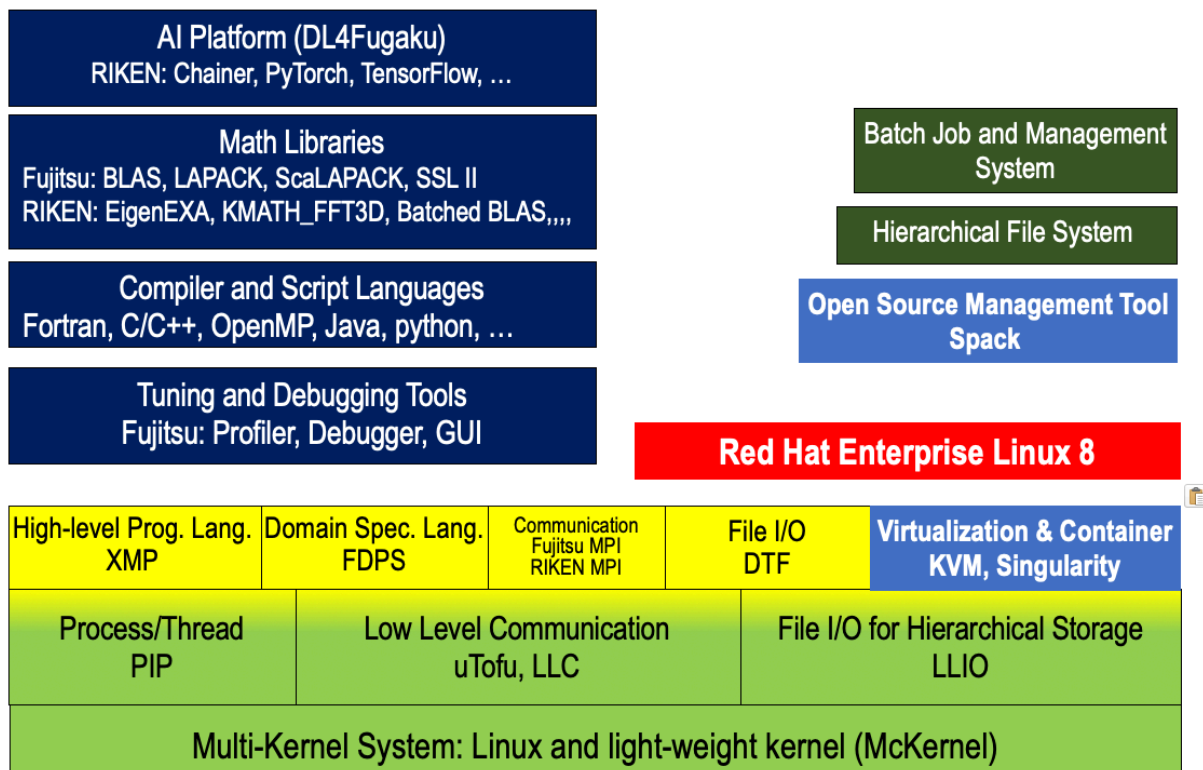 AI Platform (DL4Fugaku)
RIKEN: Chainer, PyTorch, TensorFlow, …
Math Libraries
Fujitsu: BLAS, LAPACK, ScaLAPACK, SSL II
RIKEN: EigenEXA, KMATH_FFT3D, Batched BLAS,,,,
Compiler and Script Languages
Fortran, C/C++, OpenMP, Java, python, …
Tuning and Debugging Tools
Fujitsu: Profiler, Debugger, GUI
Batch Job and Management
System
Hierarchical File System
Open Source Management Tool
Spack
Red Hat Enterprise Linux 8
High-level Prog. Lang.
XMP
Domain Spec. Lang.
FDPS
Communication
Fujitsu MPI
RIKEN MPI
File I/O
DTF
Virtualization & Container
KVM, Singularity
Process/Thread
PIP
Low Level Communication
uTofu, LLC
File I/O for Hierarchical Storage
LLIO
Multi-Kernel System: Linux and light-weight kernel (McKernel)